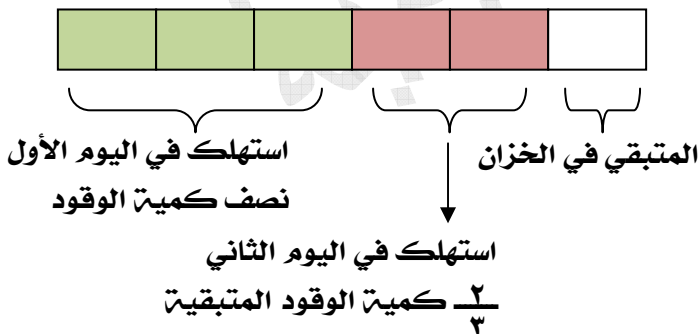 استهلك في اليوم الأول
نصف كمية الوقود
المتبقي في الخزان
استهلك في اليوم الثاني
٢/٣ كمية الوقود المتبقية